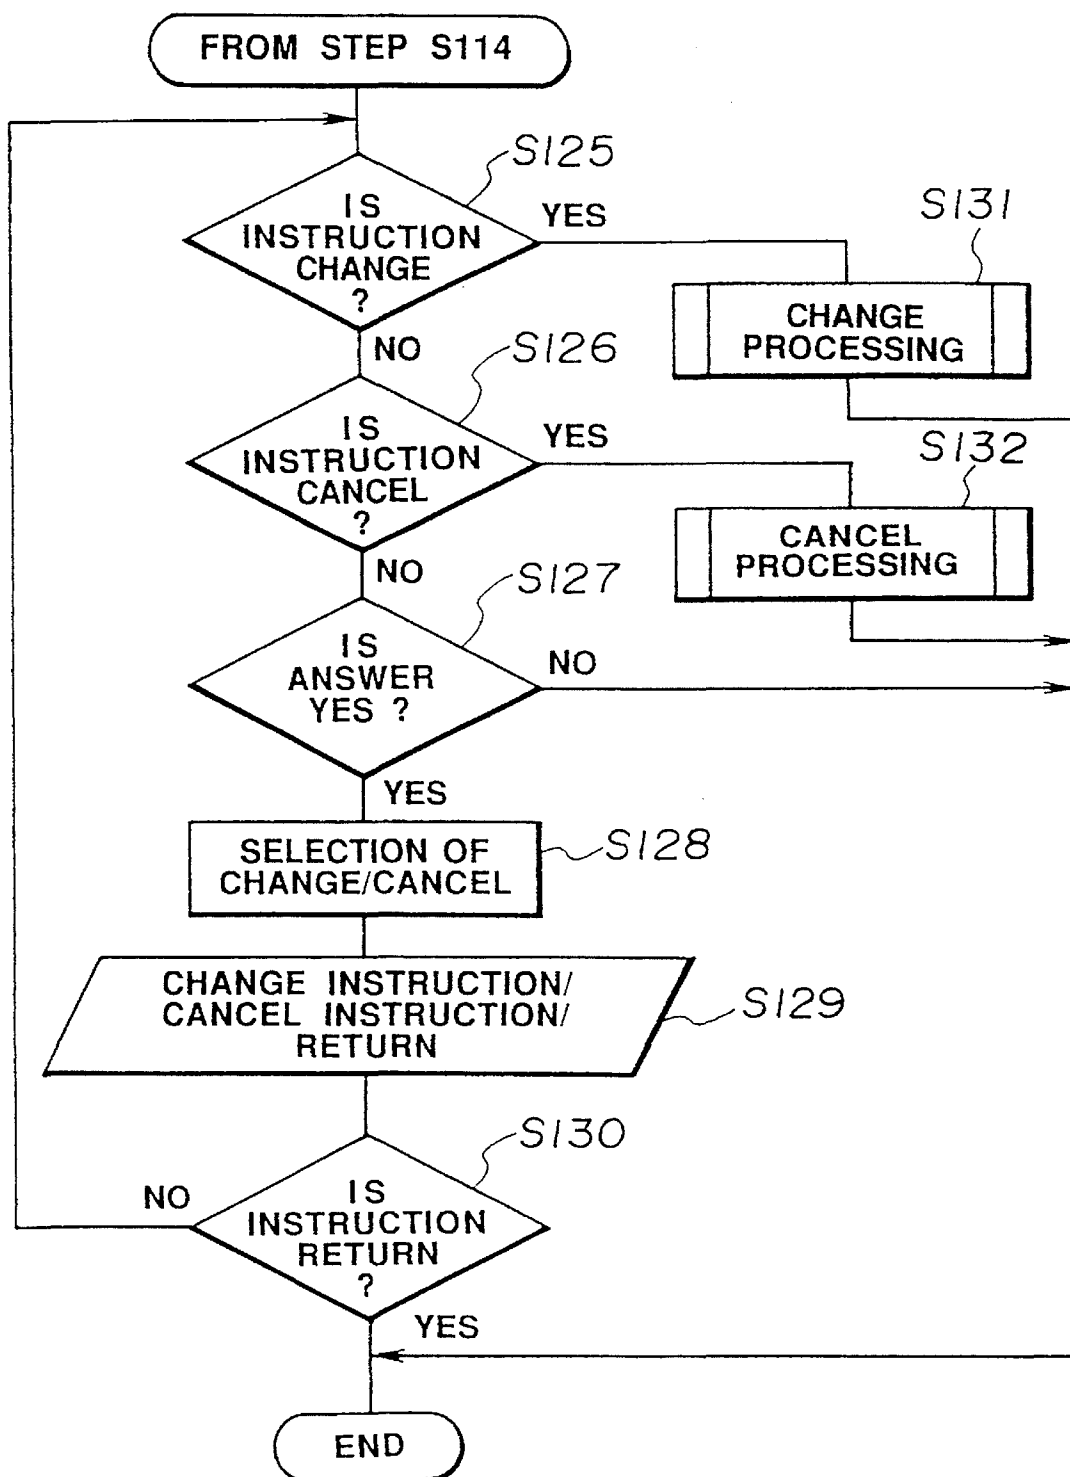 FROM STEP S114
S125
IS
INSTRUCTION
CHANGE
?
YES
NO
S131
CHANGE
PROCESSING
S126
IS
INSTRUCTION
CANCEL
?
YES
NO
S132
CANCEL
PROCESSING
S127
IS
ANSWER
YES ?
NO
YES
SELECTION OF
CHANGE/CANCEL
S128
CHANGE INSTRUCTION/
CANCEL INSTRUCTION/
RETURN
S129
S130
IS
INSTRUCTION
RETURN
?
NO
YES
END